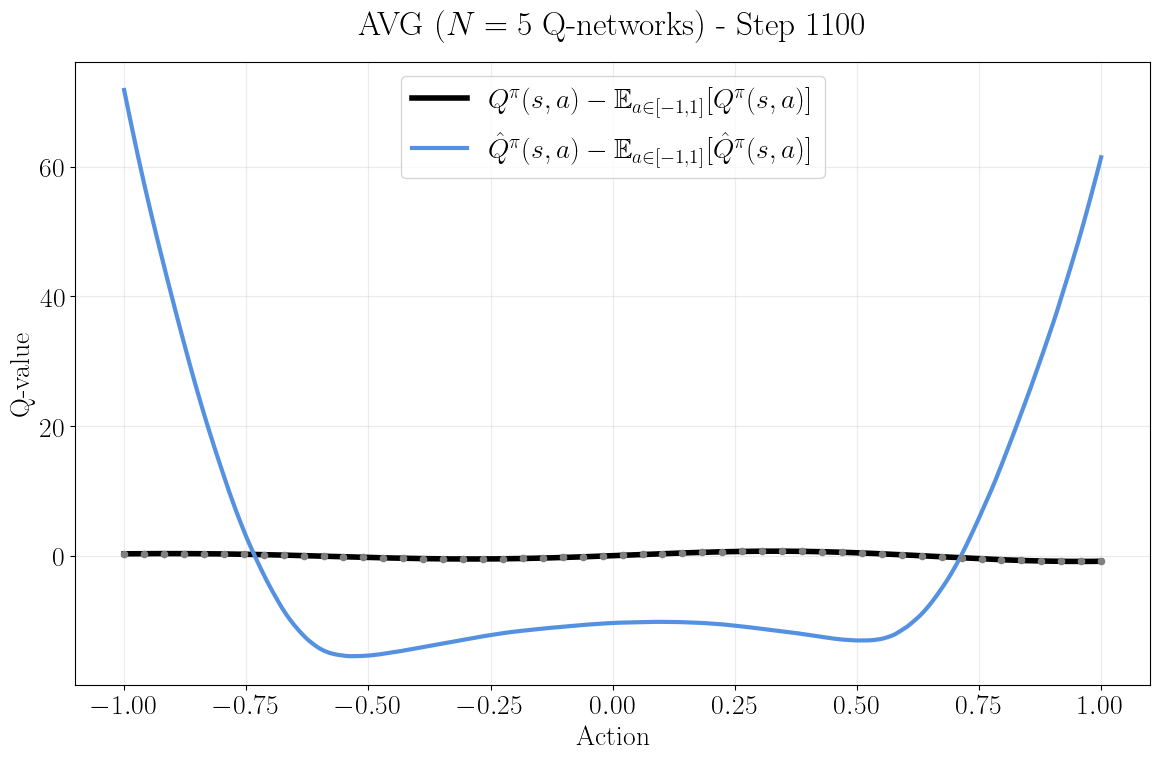 AVG (N = 5 Q-networks) - Step 1100
Q^π(s, a) − 𝔼_{a∈[−1,1]}[Q^π(s, a)]
Q̂^π(s, a) − 𝔼_{a∈[−1,1]}[Q̂^π(s, a)]
Q-value
60
40
20
0
−1.00 −0.75 −0.50 −0.25 0.00 0.25 0.50 0.75 1.00
Action